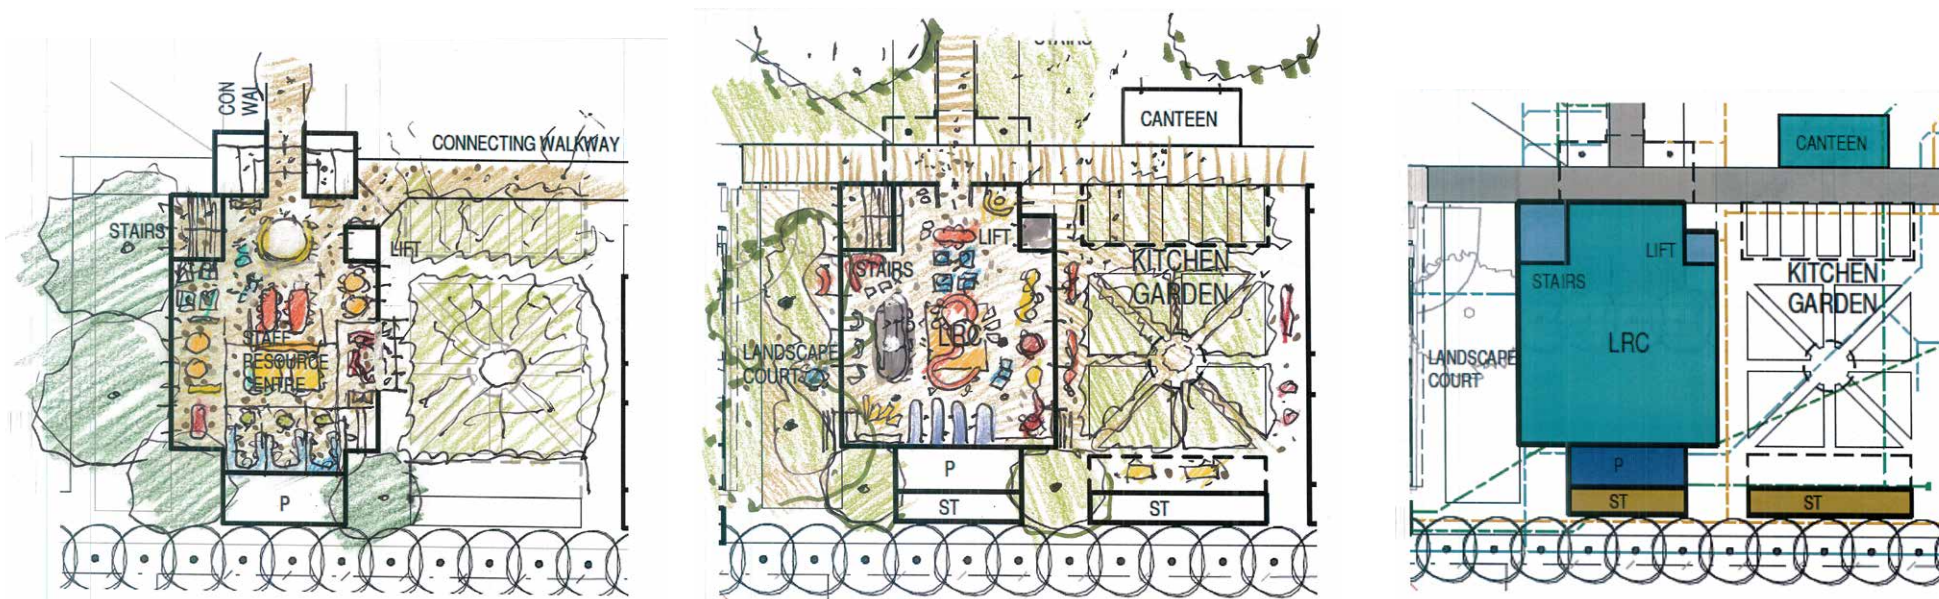 CON
WAL
CONNECTING WALKWAY
STAIRS
LIFT
STAFF
RESOURCE
CENTRE
P
STAIRS
CANTEEN
LIFT
STAIRS
KITCHEN
GARDEN
LRC
LANDSCAPE
COURT
P
ST
ST
CANTEEN
LIFT
STAIRS
KITCHEN
GARDEN
LRC
LANDSCAPE
COURT
P
ST
ST